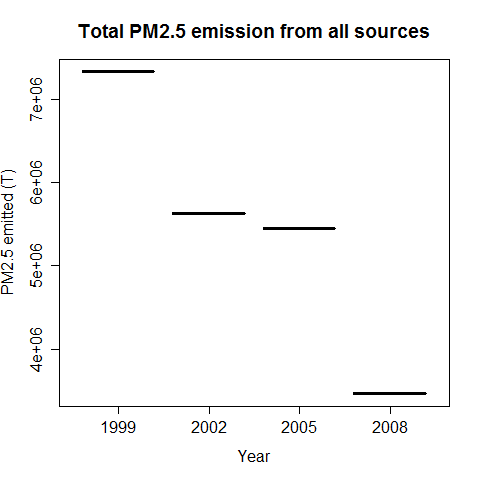 Total PM2.5 emission from all sources
7e+06
6e+06
5e+06
4e+06
PM2.5 emitted (T)
1999 2002 2005 2008
Year